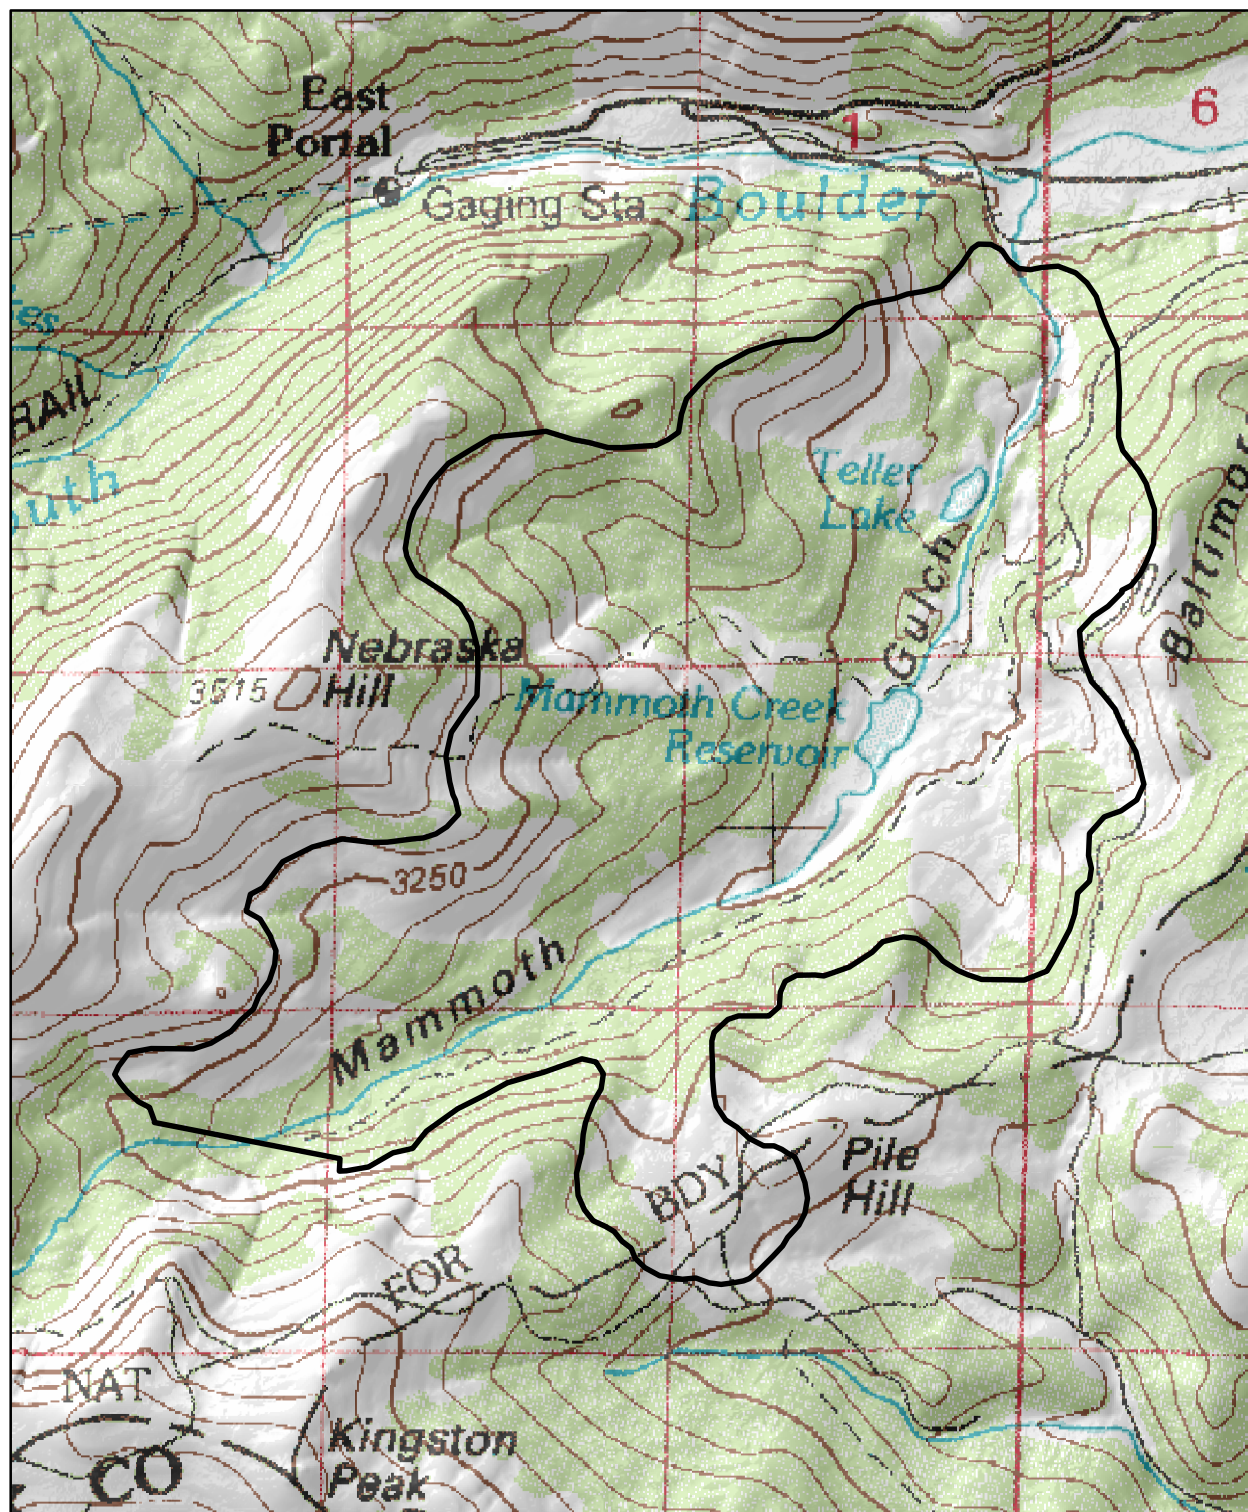 East
Portal
1
6
Gaging Sta
Boulder
RAIL
Teller
Lake
Gulch
Nebraska
Hill
3515
Mammoth Creek
Reservoir
3250
Mammoth
Pile
Hill
BDY
FOR
NAT
CO
Kingston
Peak